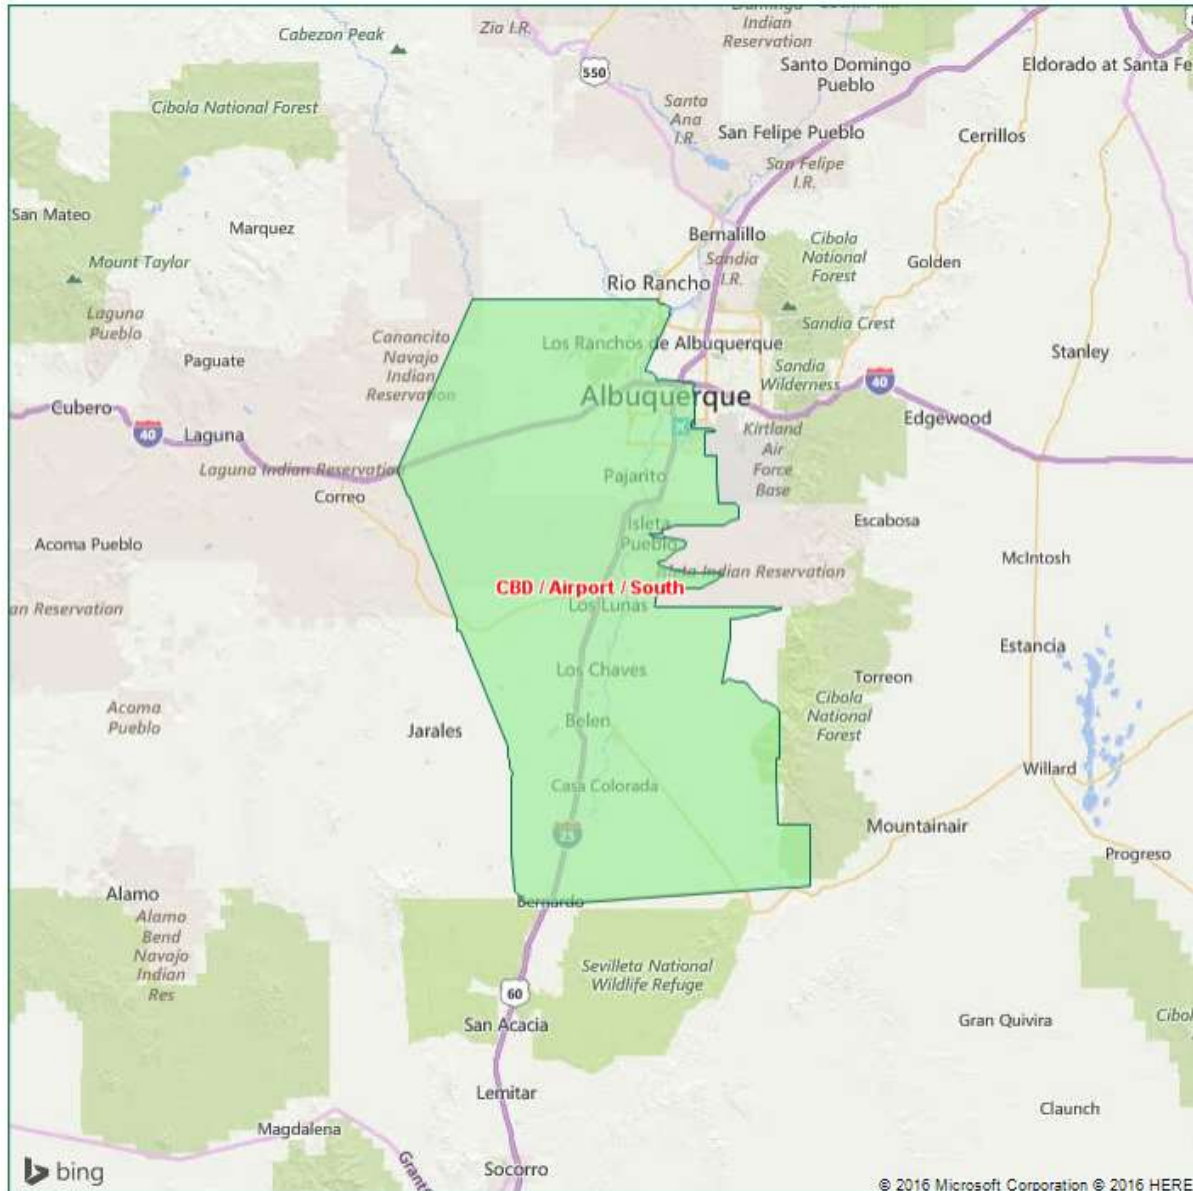 Cabezon Peak
Zia I.R.
Indian
Reservation
550
Santo Domingo
Pueblo
Eldorado at Santa Fe
Cibola National Forest
Santa
Ana
I.R.
San Felipe Pueblo
Cerrillos
San Felipe
I.R.
San Mateo
Marquez
Bernalillo
Cibola
National
Forest
Golden
Mount Taylor
Sandia
I.R.
Rio Rancho
Laguna
Pueblo
Sandia Crest
Canoncito
Navajo
Indian
Reservation
Los Ranchos de Albuquerque
Stanley
Paguate
Sandia
Wilderness
40
Albuquerque
Cubero
Edgewood
40
Laguna
Kirtland
Air
Force
Base
Laguna Indian Reservation
Pajarito
Correo
Isleta
Pueblo
Escabosa
Acoma Pueblo
McIntosh
Isleta Indian Reservation
CBD / Airport / South
an Reservation
Los Lunas
Estancia
Los Chaves
Torreon
Acoma
Pueblo
Cibola
National
Forest
Jarales
Belen
Willard
Casa Colorada
25
Mountainair
Progreso
Alamo
Bernardo
Alamo
Bend
Navajo
Indian
Res
Sevilleta National
Wildlife Refuge
60
San Acacia
Gran Quivira
Cibol
Lemitar
Claunch
Magdalena
Grant
Socorro
bing
© 2016 Microsoft Corporation © 2016 HERE